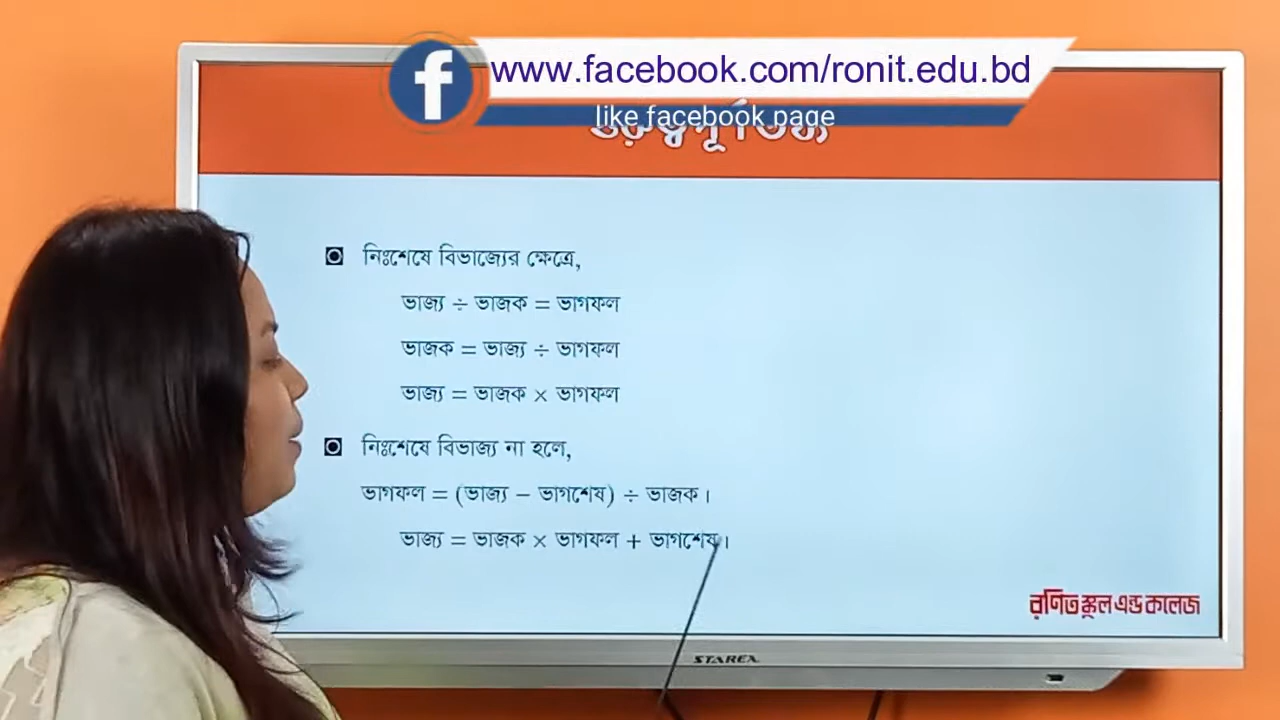 www.facebook.com/ronit.edu.bd
like facebook page
নিঃশেষে বিভাজ্যের ক্ষেত্রে,
ভাজ্য ÷ ভাজক = ভাগফল
ভাজক = ভাজ্য ÷ ভাগফল
ভাজ্য = ভাজক × ভাগফল
নিঃশেষে বিভাজ্য না হলে,
ভাগফল = (ভাজ্য – ভাগশেষ) ÷ ভাজক।
ভাজ্য = ভাজক × ভাগফল + ভাগশেষ।
রণিত স্কুল এন্ড কলেজ
STAREX